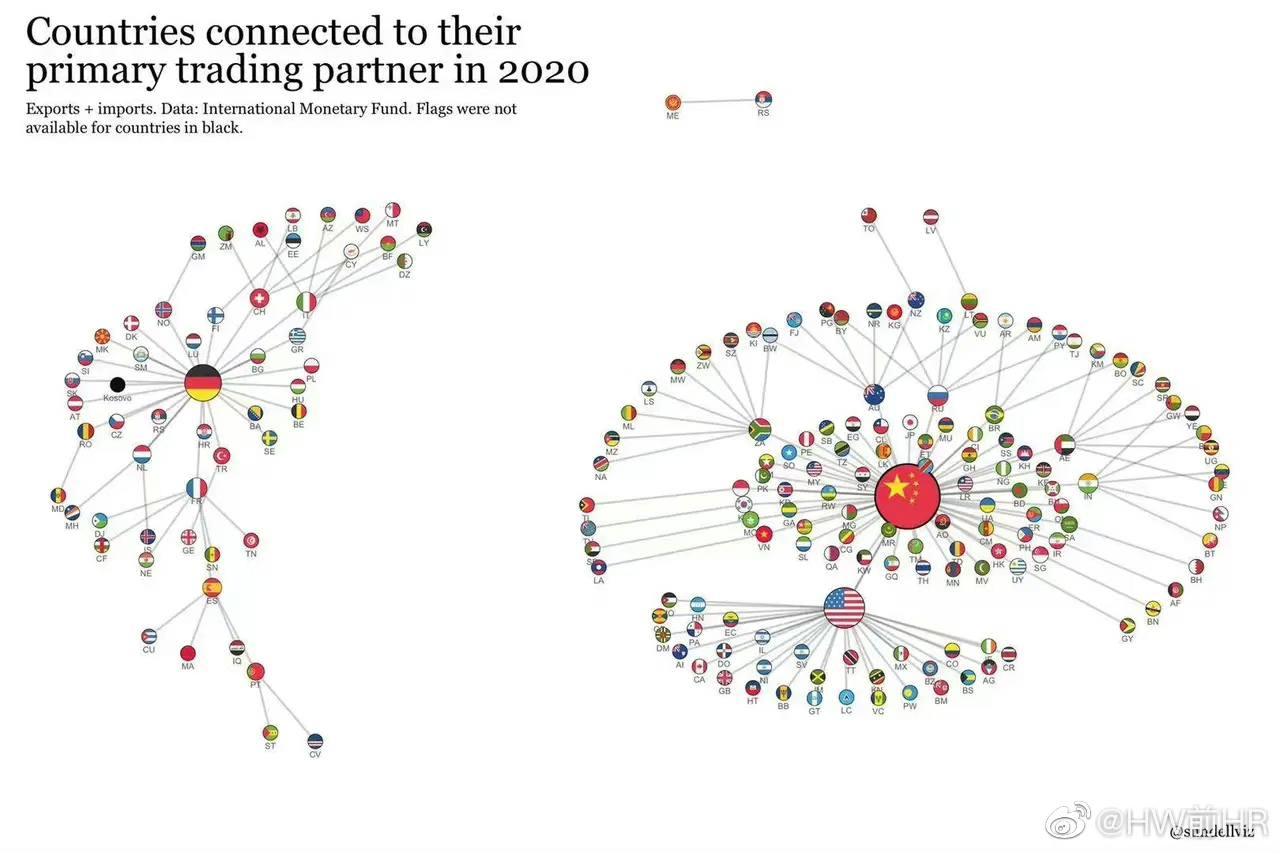 Countries connected to their
primary trading partner in 2020
Exports + imports. Data: International Monetary Fund. Flags were not
available for countries in black.
ME
RS
GM
ZM
AL
LB
EE
AZ
WS
MT
CY
BF
LY
DZ
NO
FI
CH
GR
DK
MK
LU
SM
SI
BG
PL
SK
Kosovo
HU
AT
CZ
RS
BA
BE
RO
HR
SE
NL
TR
FR
MD
MH
DJ
CF
IS
NE
GE
SN
TN
ES
CU
MA
IQ
PT
ST
CV
TO
LV
NZ
LT
FJ
PG
BY
NR
KG
KZ
VU
AR
AM
PY
TJ
KI
BW
SZ
ZW
MW
LS
ML
MZ
NA
ZA
AU
RU
BR
KM
BO
SC
SR
GW
YE
UG
GN
NP
BT
BH
AF
BN
GY
AE
IN
PE
SB
EG
CL
JP
MU
TZ
LK
ET
GH
CI
SS
KH
NG
SO
MY
SY
PK
KP
RW
LR
BD
UA
GA
MG
ER
SA
VN
SL
CG
MR
AO
CM
PH
IR
QA
KW
GQ
TM
TH
TD
MN
MV
HK
UY
SG
LA
HN
EC
PA
DM
AI
DO
IL
SV
TT
MX
CO
CR
CA
GB
NI
BZ
AG
BS
HT
BB
GT
LC
VC
PW
BM
@sundellviz
@HW前HR